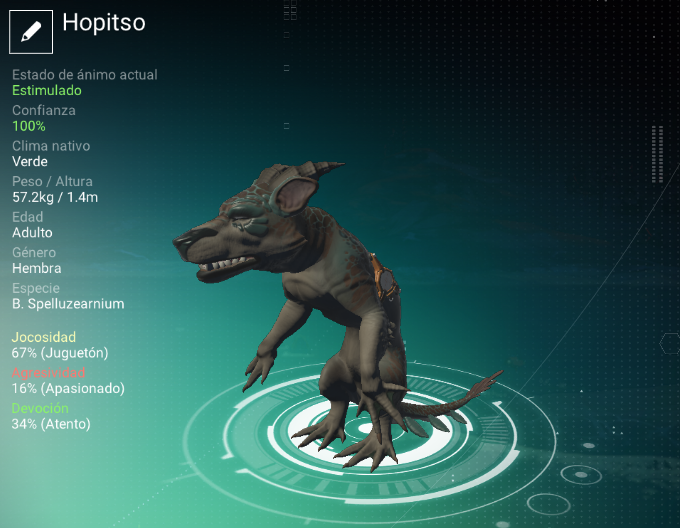 Hopitso
Estado de ánimo actual
Estimulado
Confianza
100%
Clima nativo
Verde
Peso / Altura
57.2kg / 1.4m
Edad
Adulto
Género
Hembra
Especie
B. Spelluzearnium
Jocosidad
67% (Juguetón)
Agresividad
16% (Apasionado)
Devoción
34% (Atento)